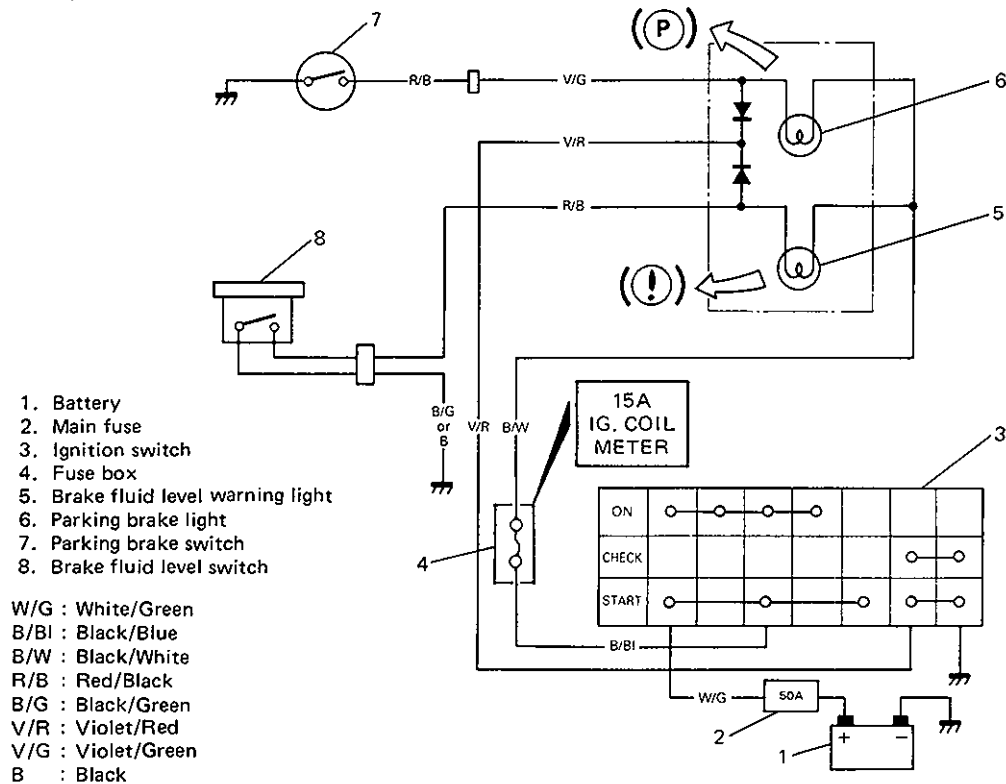 7
(P)
R/B
V/G
6
V/R
R/B
5
8
(!)
1. Battery
2. Main fuse
3. Ignition switch
4. Fuse box
5. Brake fluid level warning light
6. Parking brake light
7. Parking brake switch
8. Brake fluid level switch
B/G
or
B
V/R
B/W
15A
IG. COIL
METER
3
4
ON
CHECK
START
W/G : White/Green
B/Bl : Black/Blue
B/W : Black/White
R/B : Red/Black
B/G : Black/Green
V/R : Violet/Red
V/G : Violet/Green
B : Black
B/Bl
W/G
50A
2
1
+
−